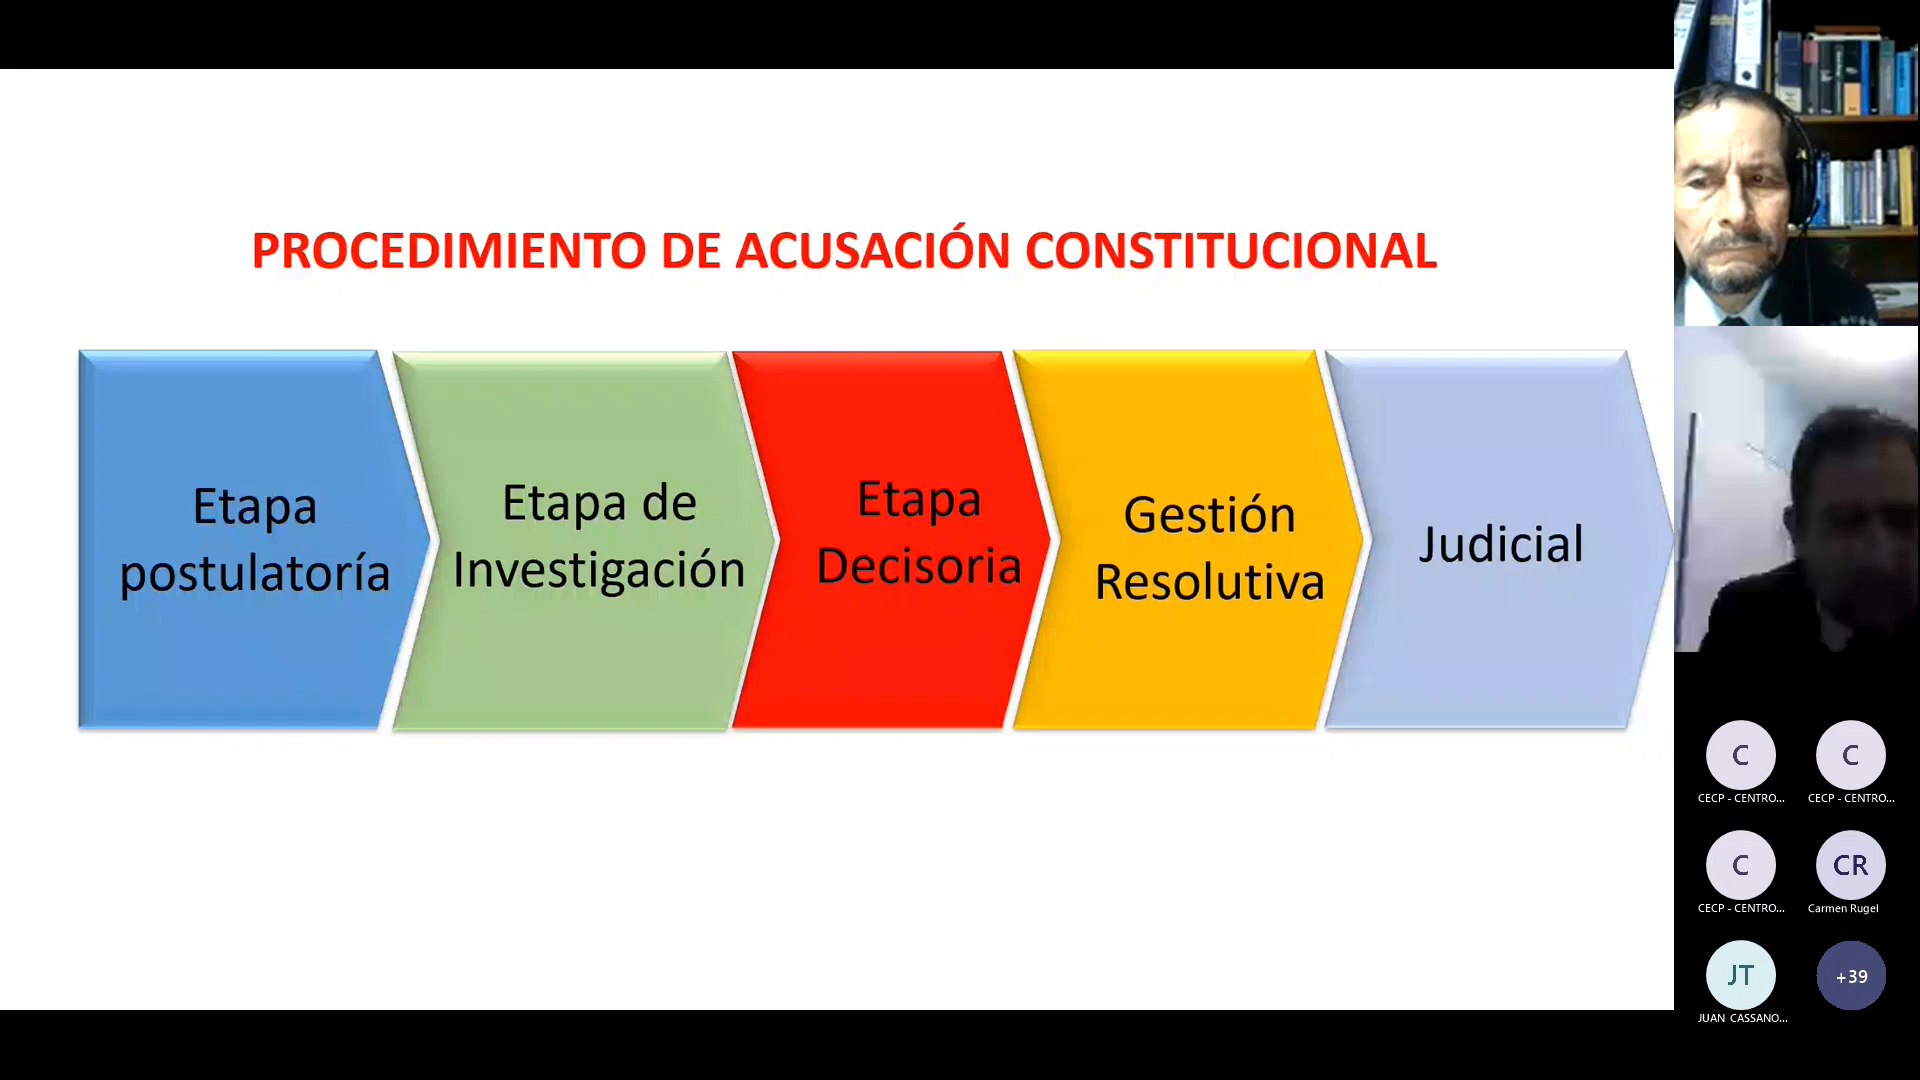 PROCEDIMIENTO DE ACUSACIÓN CONSTITUCIONAL
Etapa
postulatoría
Etapa de
Investigación
Etapa
Decisoria
Gestión
Resolutiva
Judicial
C
CECP - CENTRO...
C
CECP - CENTRO...
C
CECP - CENTRO...
CR
Carmen Rugel
JT
JUAN CASSANO...
+39